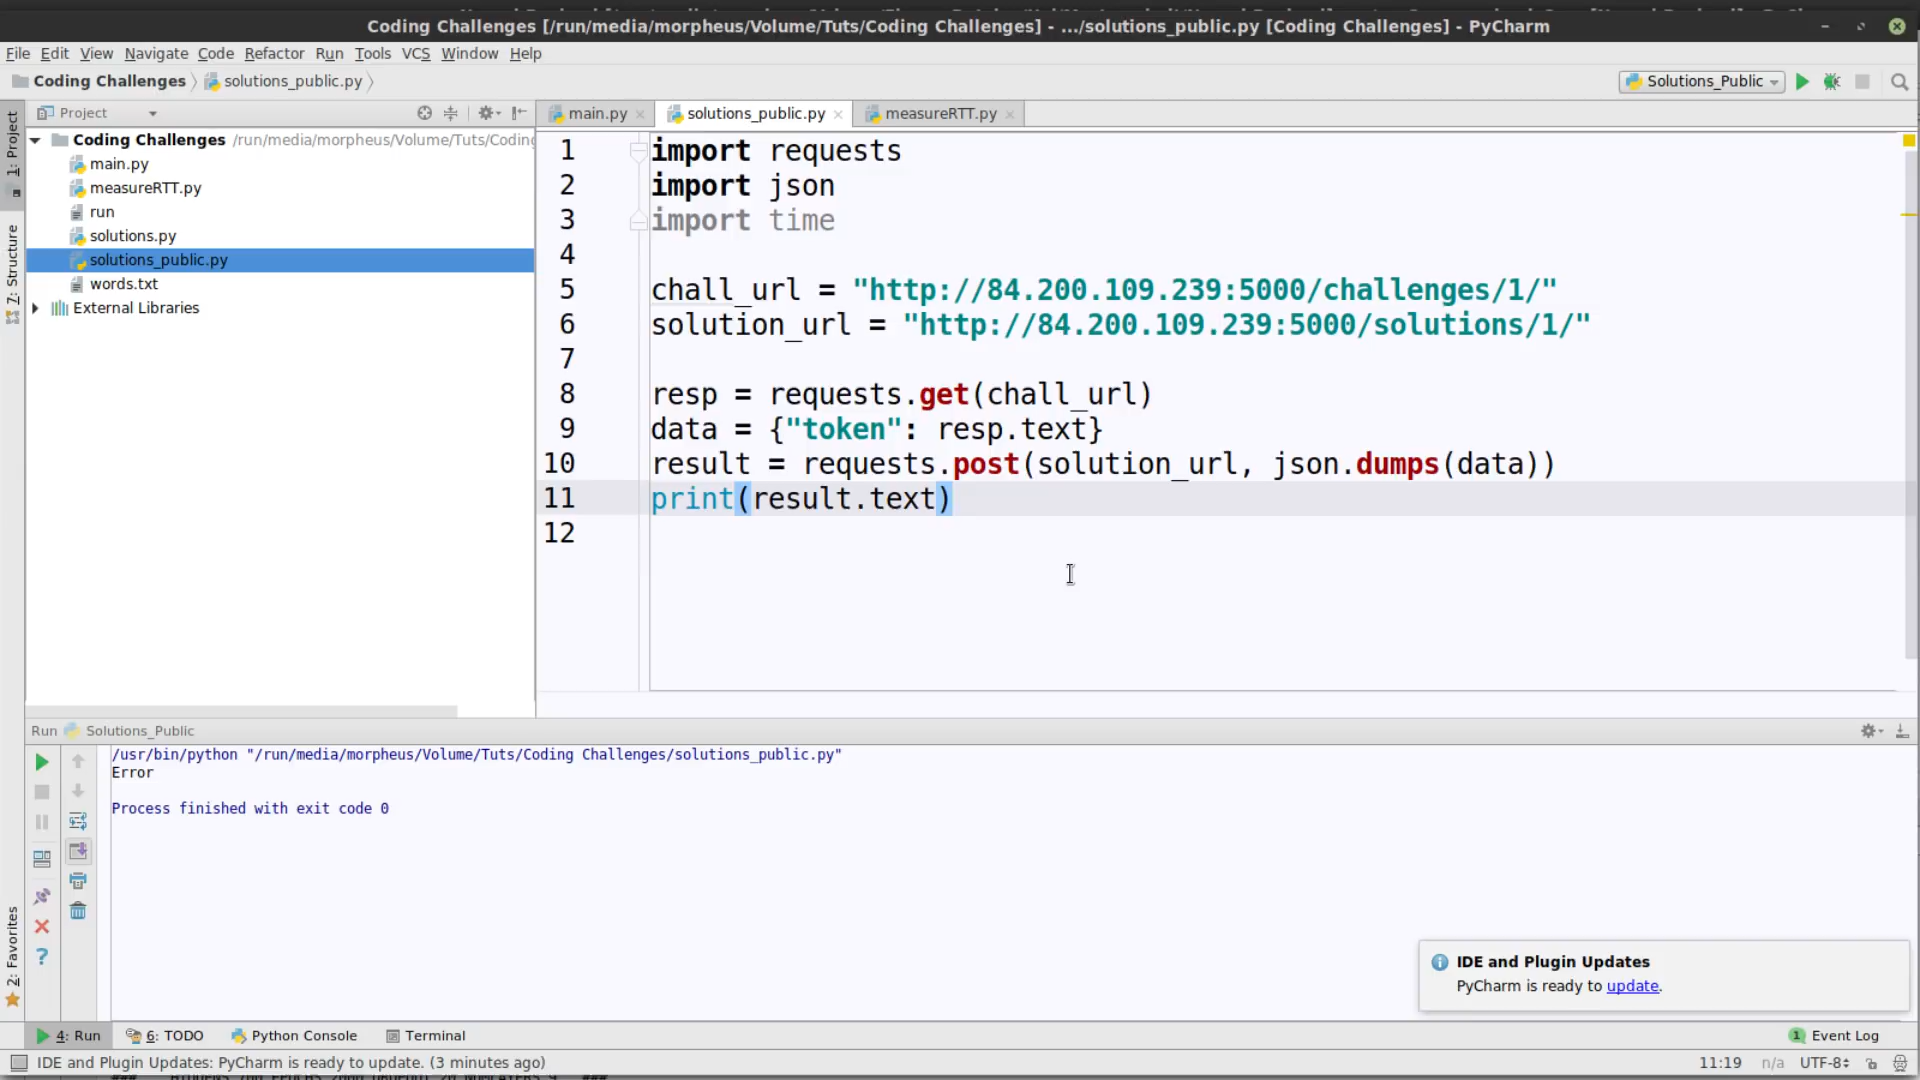 Coding Challenges [/run/media/morpheus/Volume/Tuts/Coding Challenges] - .../solutions_public.py [Coding Challenges] - PyCharm
File Edit View Navigate Code Refactor Run Tools VCS Window Help
Coding Challenges solutions_public.py Solutions_Public
Project main.py solutions_public.py measureRTT.py
1: Project
7: Structure
2: Favorites
Coding Challenges /run/media/morpheus/Volume/Tuts/Coding
main.py
measureRTT.py
run
solutions.py
solutions_public.py
words.txt
External Libraries
1 import requests
2 import json
3 import time
4
5 chall_url = "http://84.200.109.239:5000/challenges/1/"
6 solution_url = "http://84.200.109.239:5000/solutions/1/"
7
8 resp = requests.get(chall_url)
9 data = {"token": resp.text}
10 result = requests.post(solution_url, json.dumps(data))
11 print(result.text)
12
Run Solutions_Public
/usr/bin/python "/run/media/morpheus/Volume/Tuts/Coding Challenges/solutions_public.py"
Error
Process finished with exit code 0
IDE and Plugin Updates
PyCharm is ready to update.
4: Run 6: TODO Python Console Terminal 1 Event Log
IDE and Plugin Updates: PyCharm is ready to update. (3 minutes ago) 11:19 n/a UTF-8